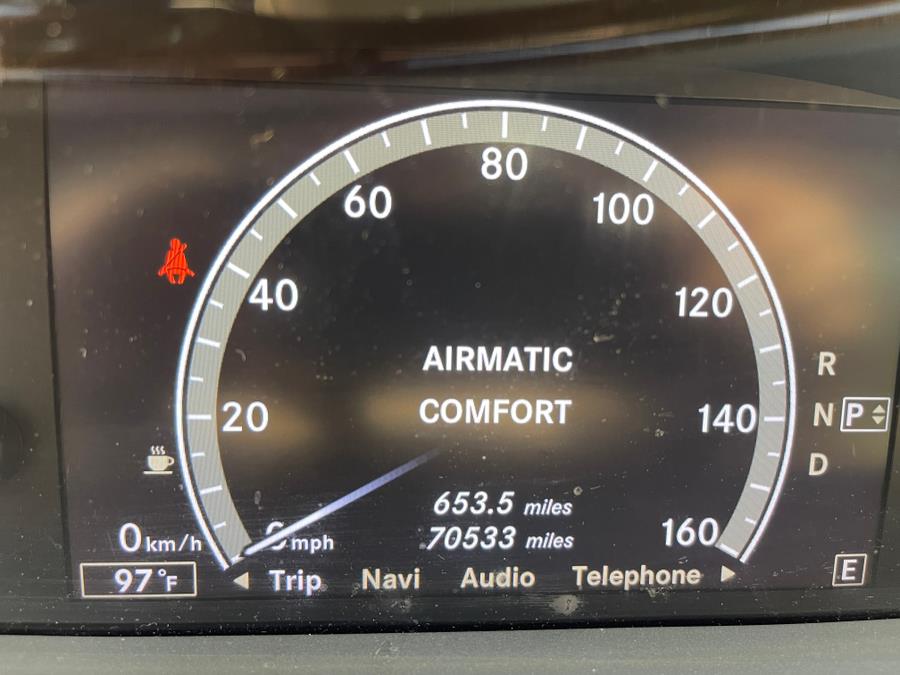 80
60
100
40
120
AIRMATIC
R
COMFORT
20
140
N P
D
653.5 miles
0 km/h
0 mph
70533 miles
160
97°F
Trip Navi Audio Telephone
E